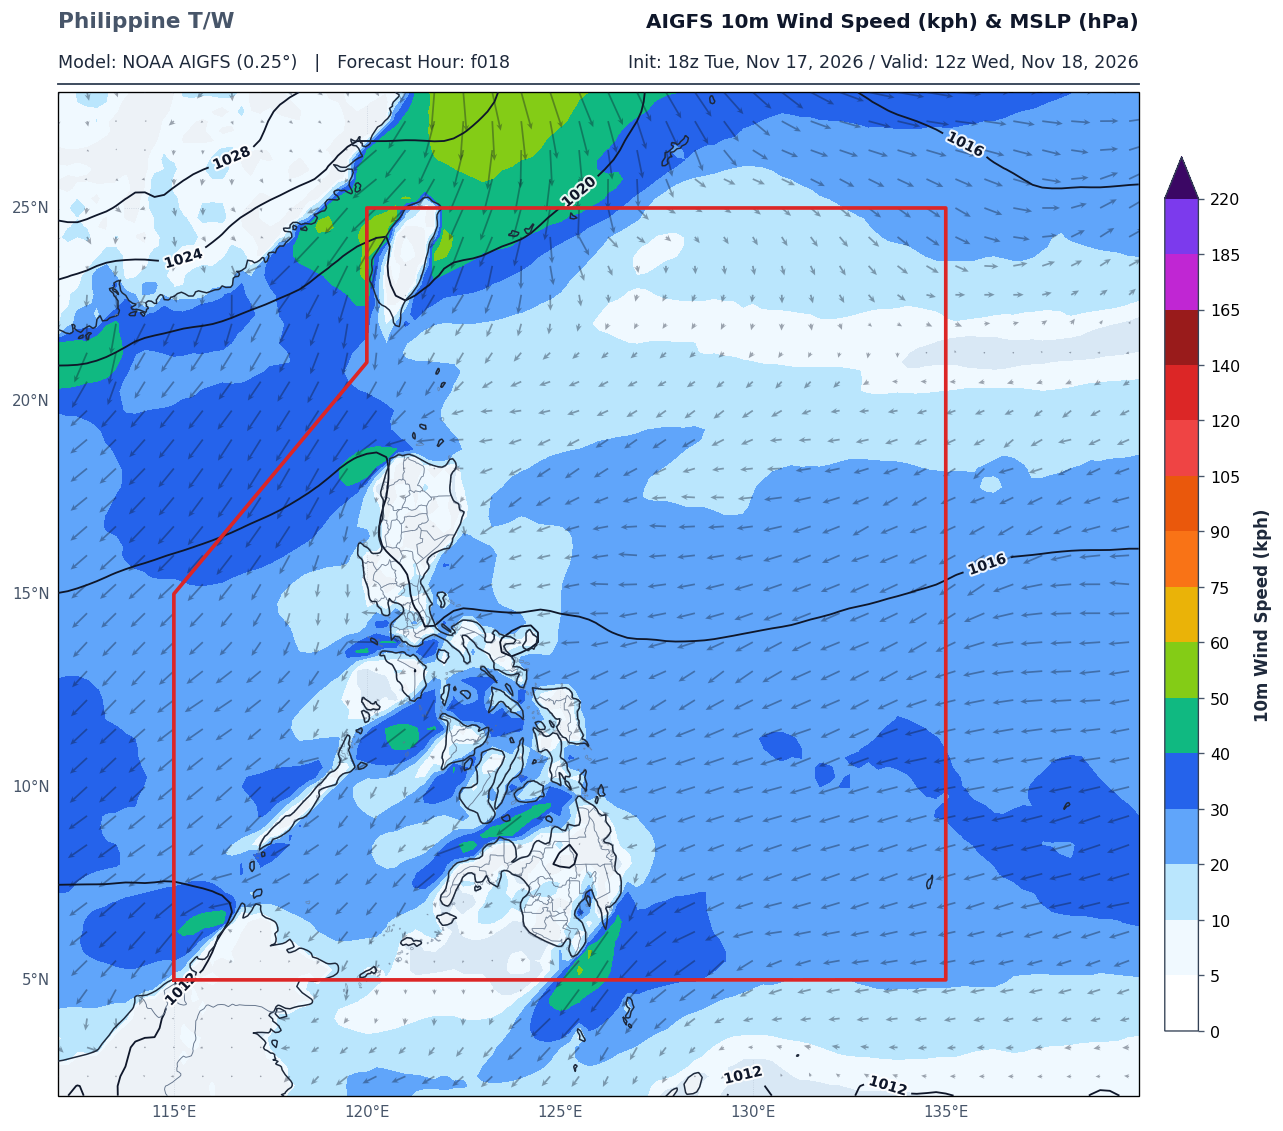 Philippine T/W
AIGFS 10m Wind Speed (kph) & MSLP (hPa)
Model: NOAA AIGFS (0.25°) | Forecast Hour: f018
Init: 18z Tue, Nov 17, 2026 / Valid: 12z Wed, Nov 18, 2026
1028
1016
1020
1024
1016
1012
1012
1012
25°N
20°N
15°N
10°N
5°N
115°E
120°E
125°E
130°E
135°E
220
185
165
140
120
105
90
75
60
50
40
30
20
10
5
0
10m Wind Speed (kph)